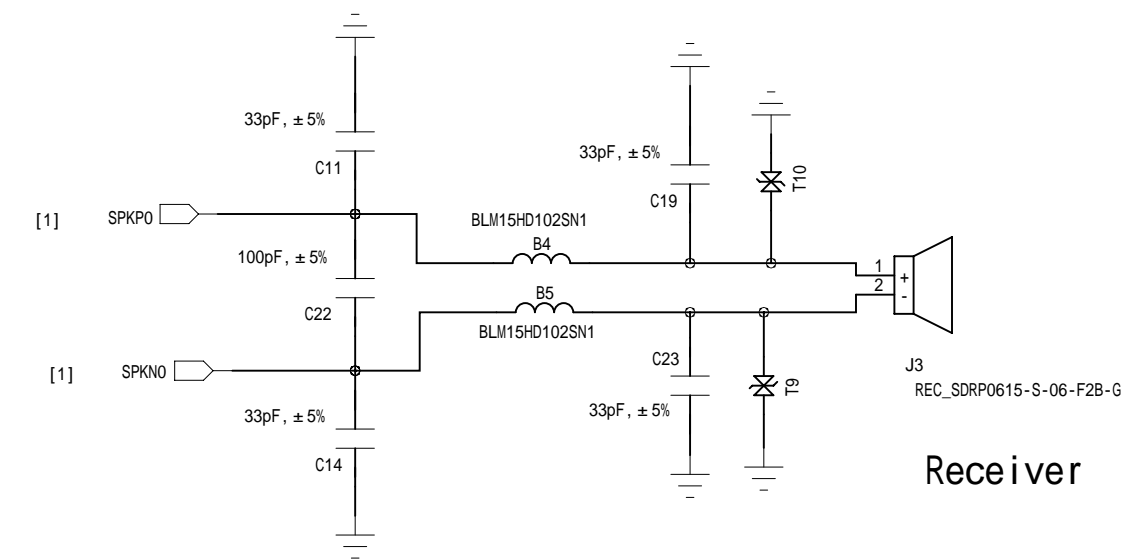 33pF, ±5%
C11
33pF, ±5%
C19
T10
[1] SPKP0
BLM15HD102SN1
B4
100pF, ±5%
C22
1
2
+
-
B5
BLM15HD102SN1
[1] SPKN0
C23
33pF, ±5%
T9
J3
REC_SDRP0615-S-06-F2B-G
33pF, ±5%
C14
Receiver